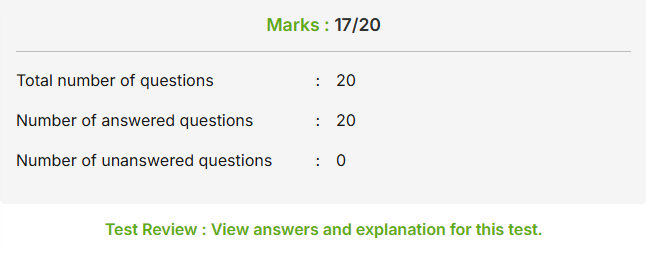 Marks : 17/20
Total number of questions : 20
Number of answered questions : 20
Number of unanswered questions : 0
Test Review : View answers and explanation for this test.